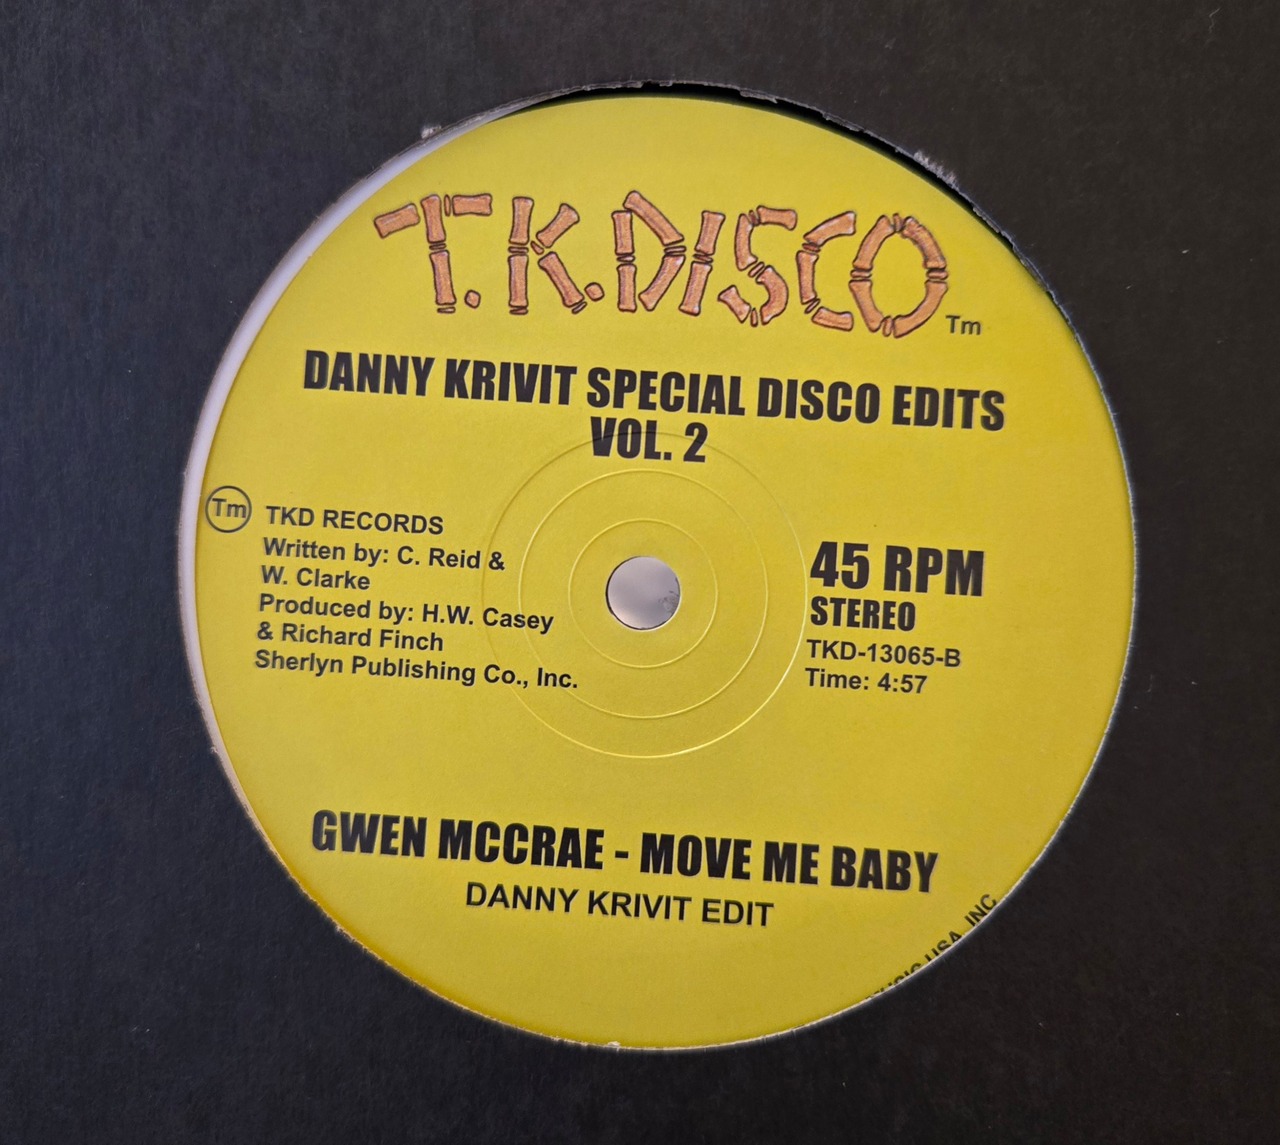 T.K.DISCO Tm
DANNY KRIVIT SPECIAL DISCO EDITS
VOL. 2
Tm TKD RECORDS
Written by: C. Reid &
W. Clarke
Produced by: H.W. Casey
& Richard Finch
Sherlyn Publishing Co., Inc.
45 RPM
STEREO
TKD-13065-B
Time: 4:57
GWEN MCCRAE - MOVE ME BABY
DANNY KRIVIT EDIT
USA, INC